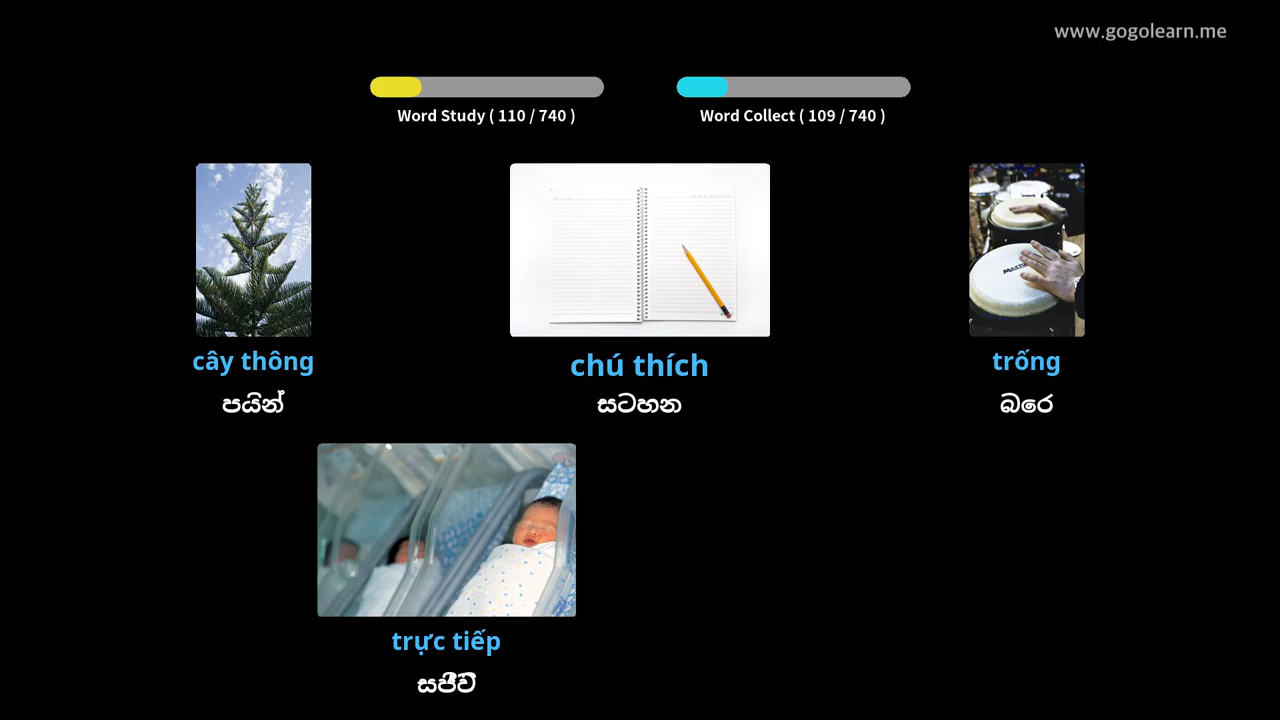 www.gogolearn.me
Word Study ( 110 / 740 )
Word Collect ( 109 / 740 )
cây thông
chú thích
trống
පයින්
සටහන
බරෙ
trực tiếp
සජීවී